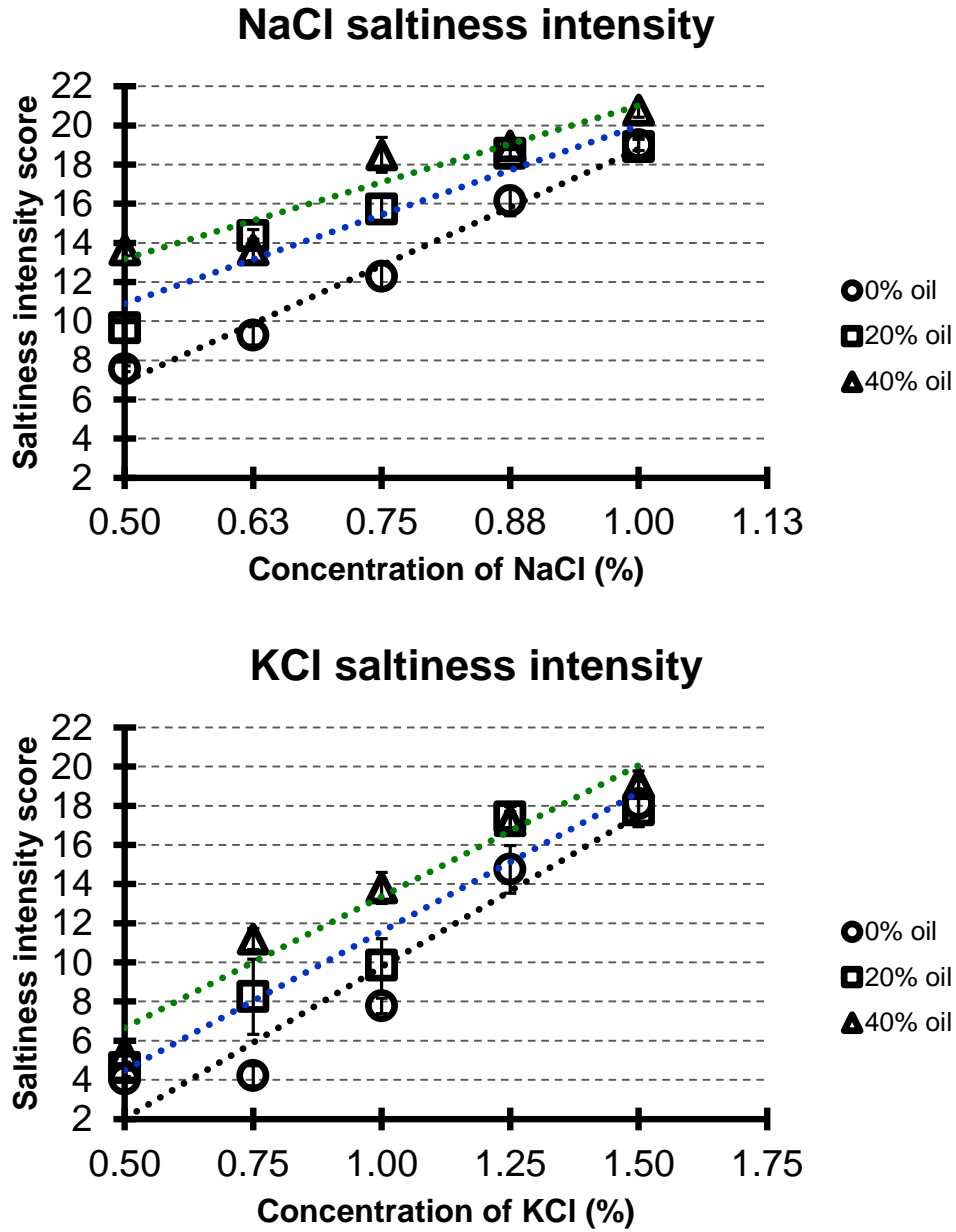 NaCl saltiness intensity
Saltiness intensity score
22
20
18
16
14
12
10
8
6
4
2
0.50 0.63 0.75 0.88 1.00 1.13
Concentration of NaCl (%)
0% oil
20% oil
40% oil
KCl saltiness intensity
Saltiness intensity score
22
20
18
16
14
12
10
8
6
4
2
0.50 0.75 1.00 1.25 1.50 1.75
Concentration of KCl (%)
0% oil
20% oil
40% oil